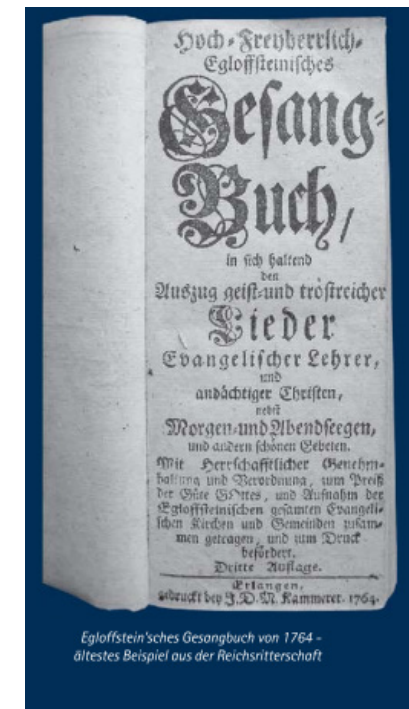 Hoch-Freyherrlich-
Egloffsteinisches
Gesang-
Buch,
in sich haltend
den
Auszug geist-und trostreicher
Lieder
Evangelischer Lehrer,
und
andächtiger Christen,
nebst
Morgen-und Abendseegen,
und andern schönen Gebeten.
Mit Herrschafftlicher Genehm-
haltung und Verordnung, zum Preiß
der Güte GOttes, und Aufnahm der
Egloffsteinischen gesamten Evangeli-
schen Kirchen und Gemeinden zusam-
men getragen, und zum Druck
befördert.
Dritte Auflage.
Erlangen,
gedruckt bey J. D. M. Kammerer. 1764.
Egloffstein'sches Gesangbuch von 1764 –
ältestes Beispiel aus der Reichsritterschaft